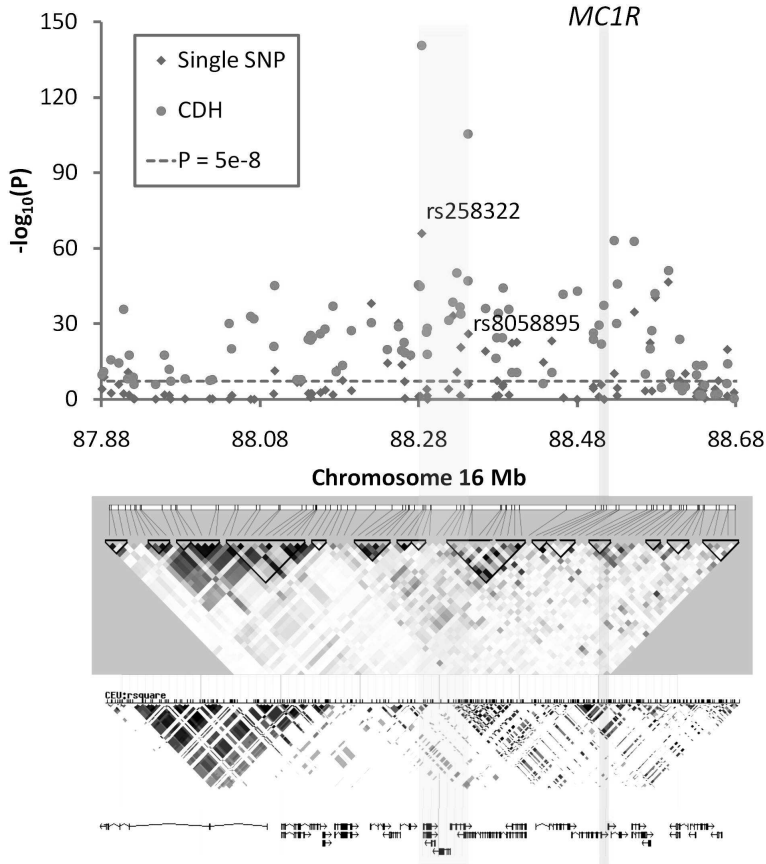 MC1R
150
120
90
60
30
0
-log10(P)
Single SNP
CDH
P = 5e-8
rs258322
rs8058895
87.88 88.08 88.28 88.48 88.68
Chromosome 16 Mb
CEU:rsquare